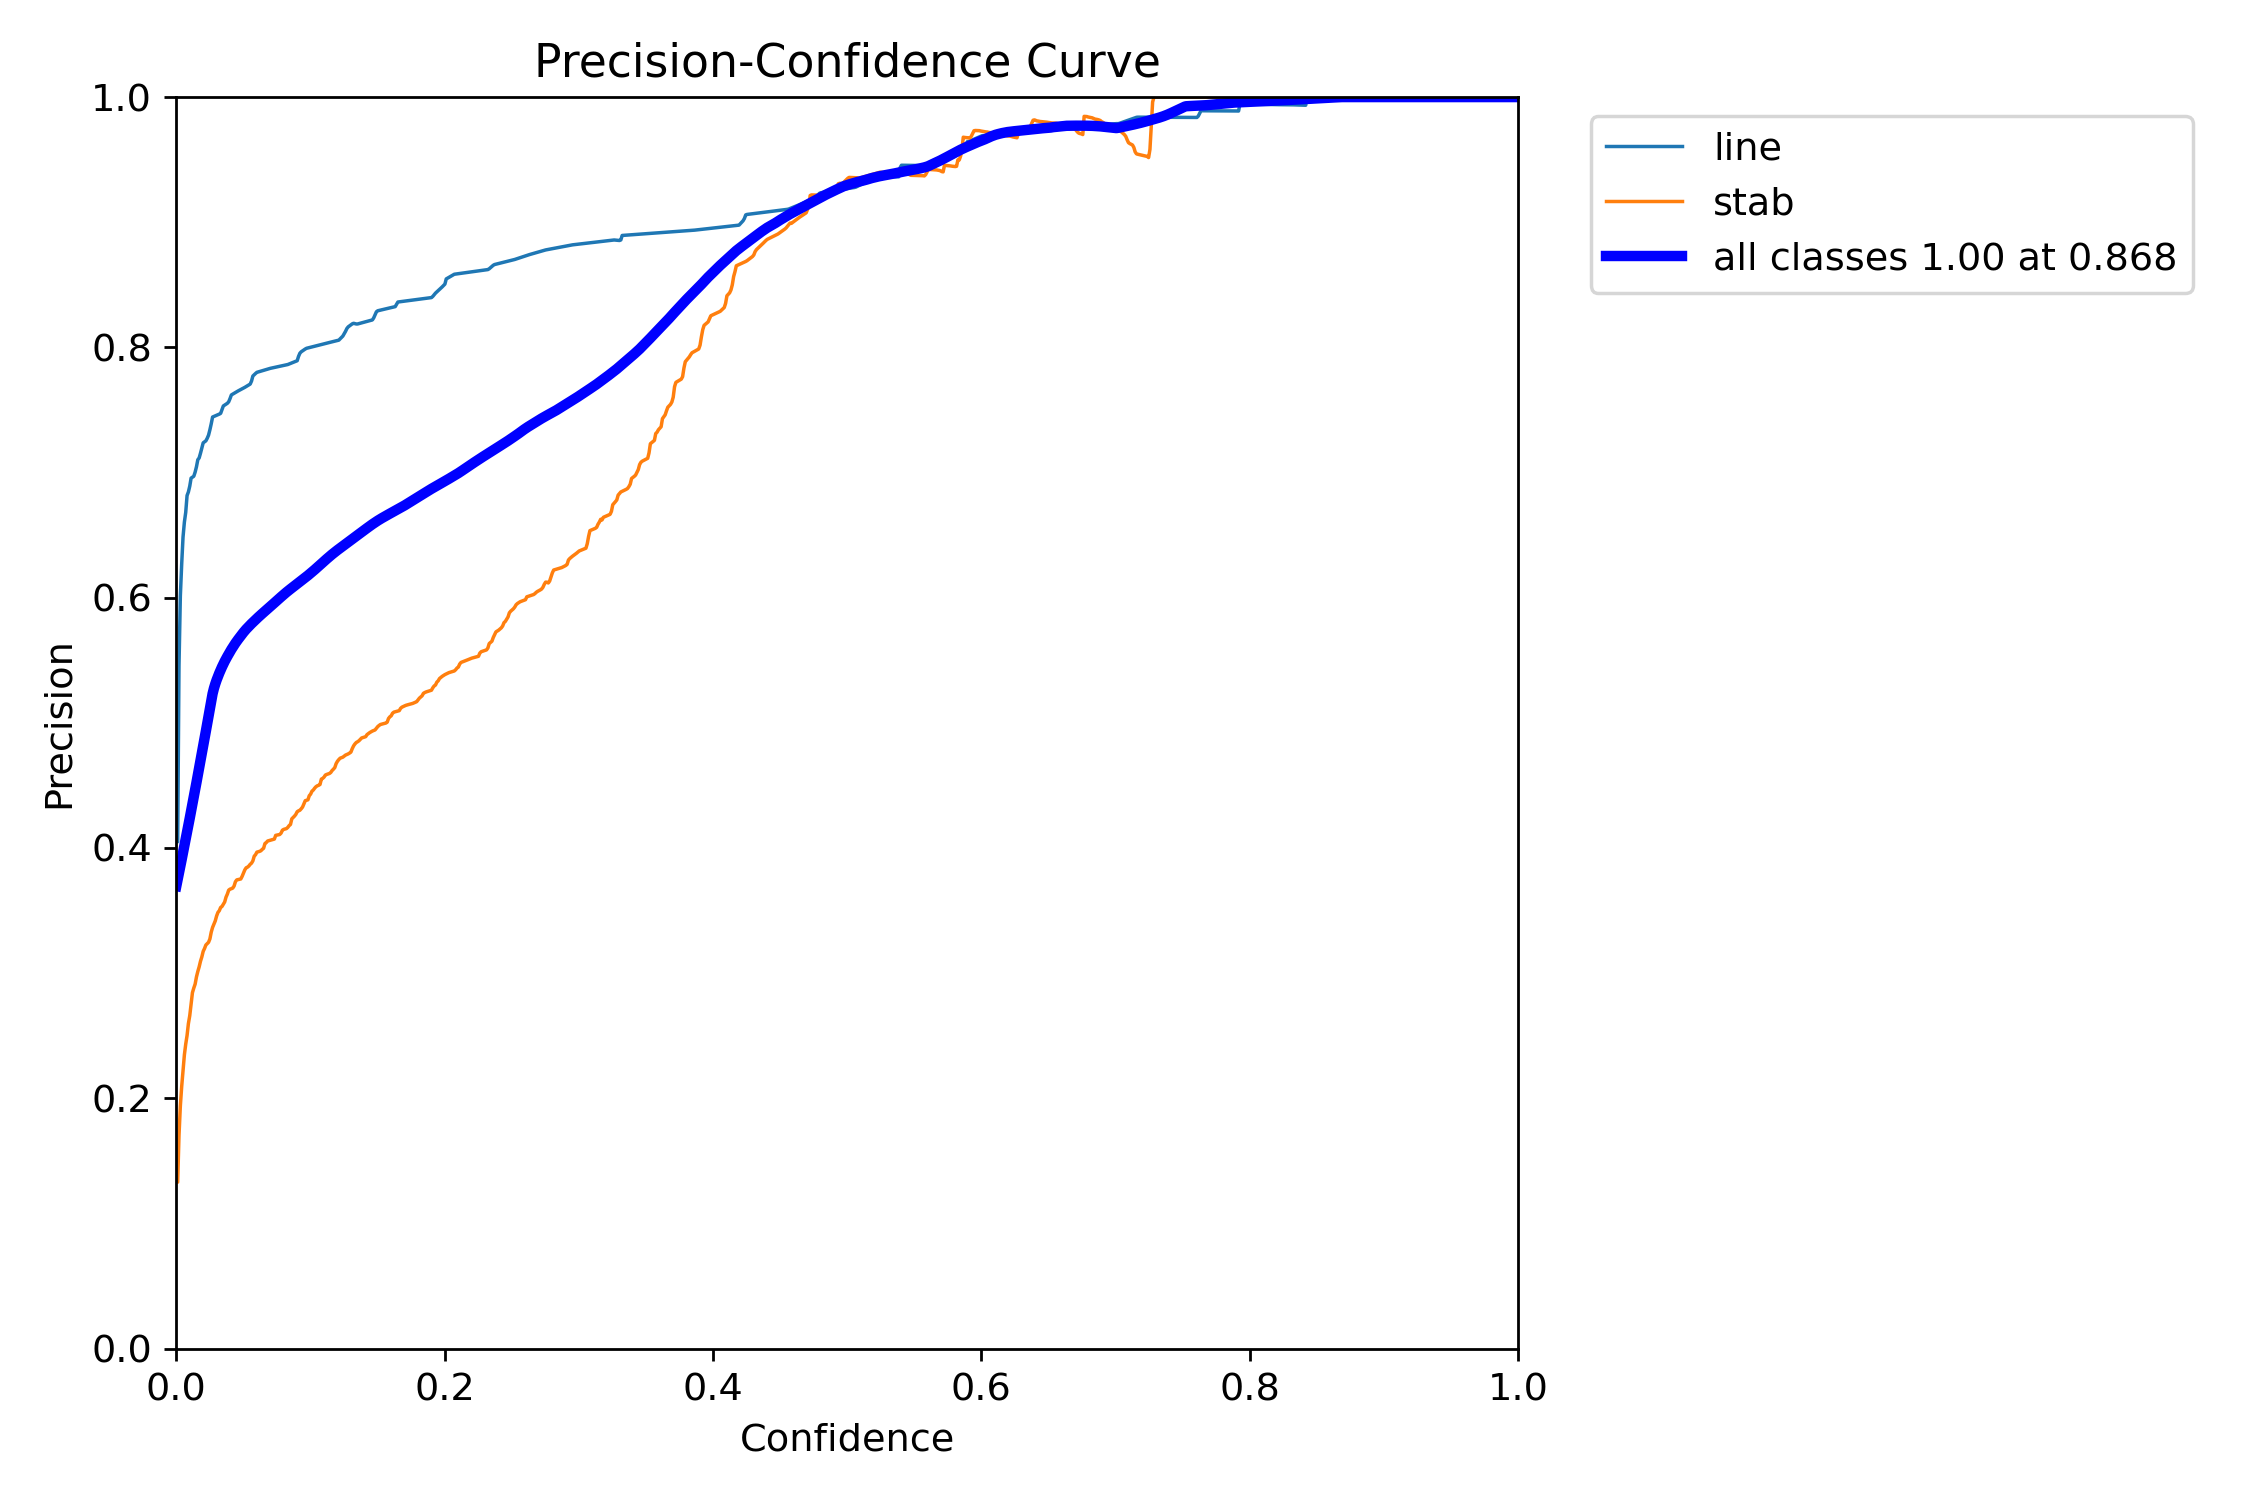 Precision-Confidence Curve
1.0
0.8
0.6
0.4
0.2
0.0
Precision
0.0 0.2 0.4 0.6 0.8 1.0
Confidence
line
stab
all classes 1.00 at 0.868